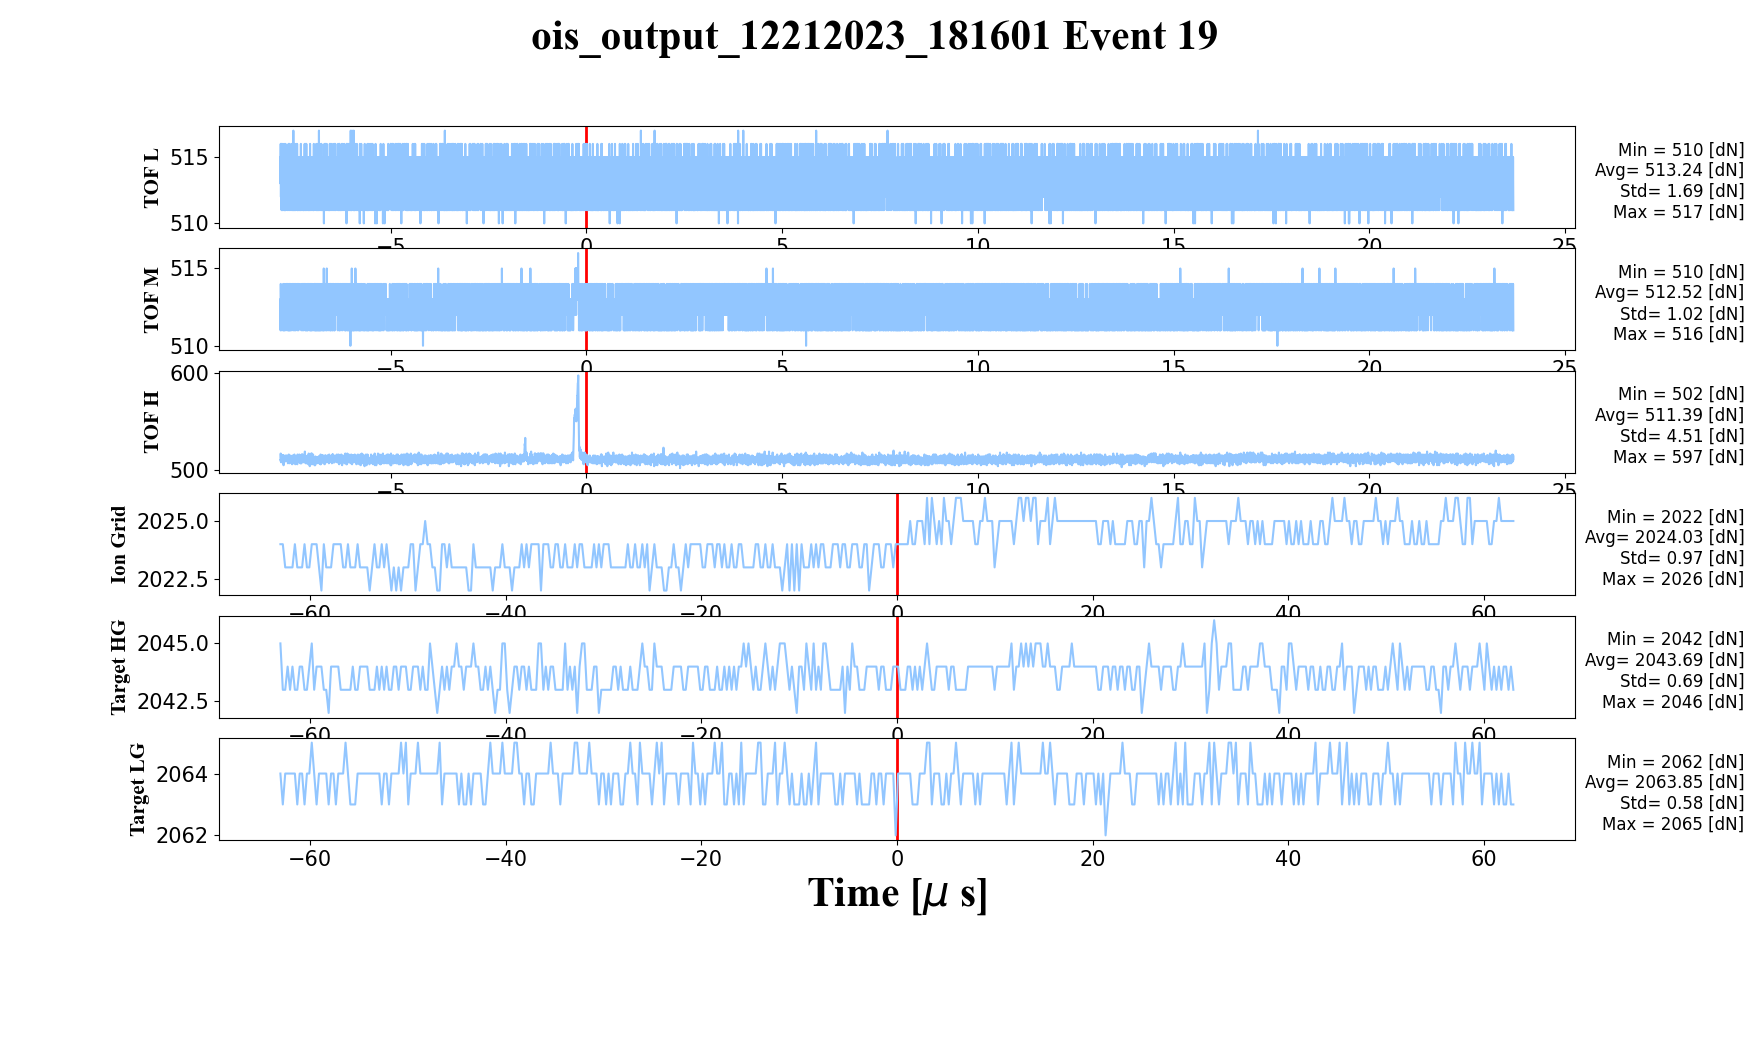 ois_output_12212023_181601 Event 19
TOF L
515
510
−5 0 5 10 15 20 25
Min = 510 [dN]
Avg= 513.24 [dN]
Std= 1.69 [dN]
Max = 517 [dN]
TOF M
515
510
−5 0 5 10 15 20 25
Min = 510 [dN]
Avg= 512.52 [dN]
Std= 1.02 [dN]
Max = 516 [dN]
TOF H
600
500
−5 0 5 10 15 20 25
Min = 502 [dN]
Avg= 511.39 [dN]
Std= 4.51 [dN]
Max = 597 [dN]
Ion Grid
2025.0
2022.5
−60 −40 −20 0 20 40 60
Min = 2022 [dN]
Avg= 2024.03 [dN]
Std= 0.97 [dN]
Max = 2026 [dN]
Target HG
2045.0
2042.5
−60 −40 −20 0 20 40 60
Min = 2042 [dN]
Avg= 2043.69 [dN]
Std= 0.69 [dN]
Max = 2046 [dN]
Target LG
2064
2062
−60 −40 −20 0 20 40 60
Min = 2062 [dN]
Avg= 2063.85 [dN]
Std= 0.58 [dN]
Max = 2065 [dN]
Time [μ s]